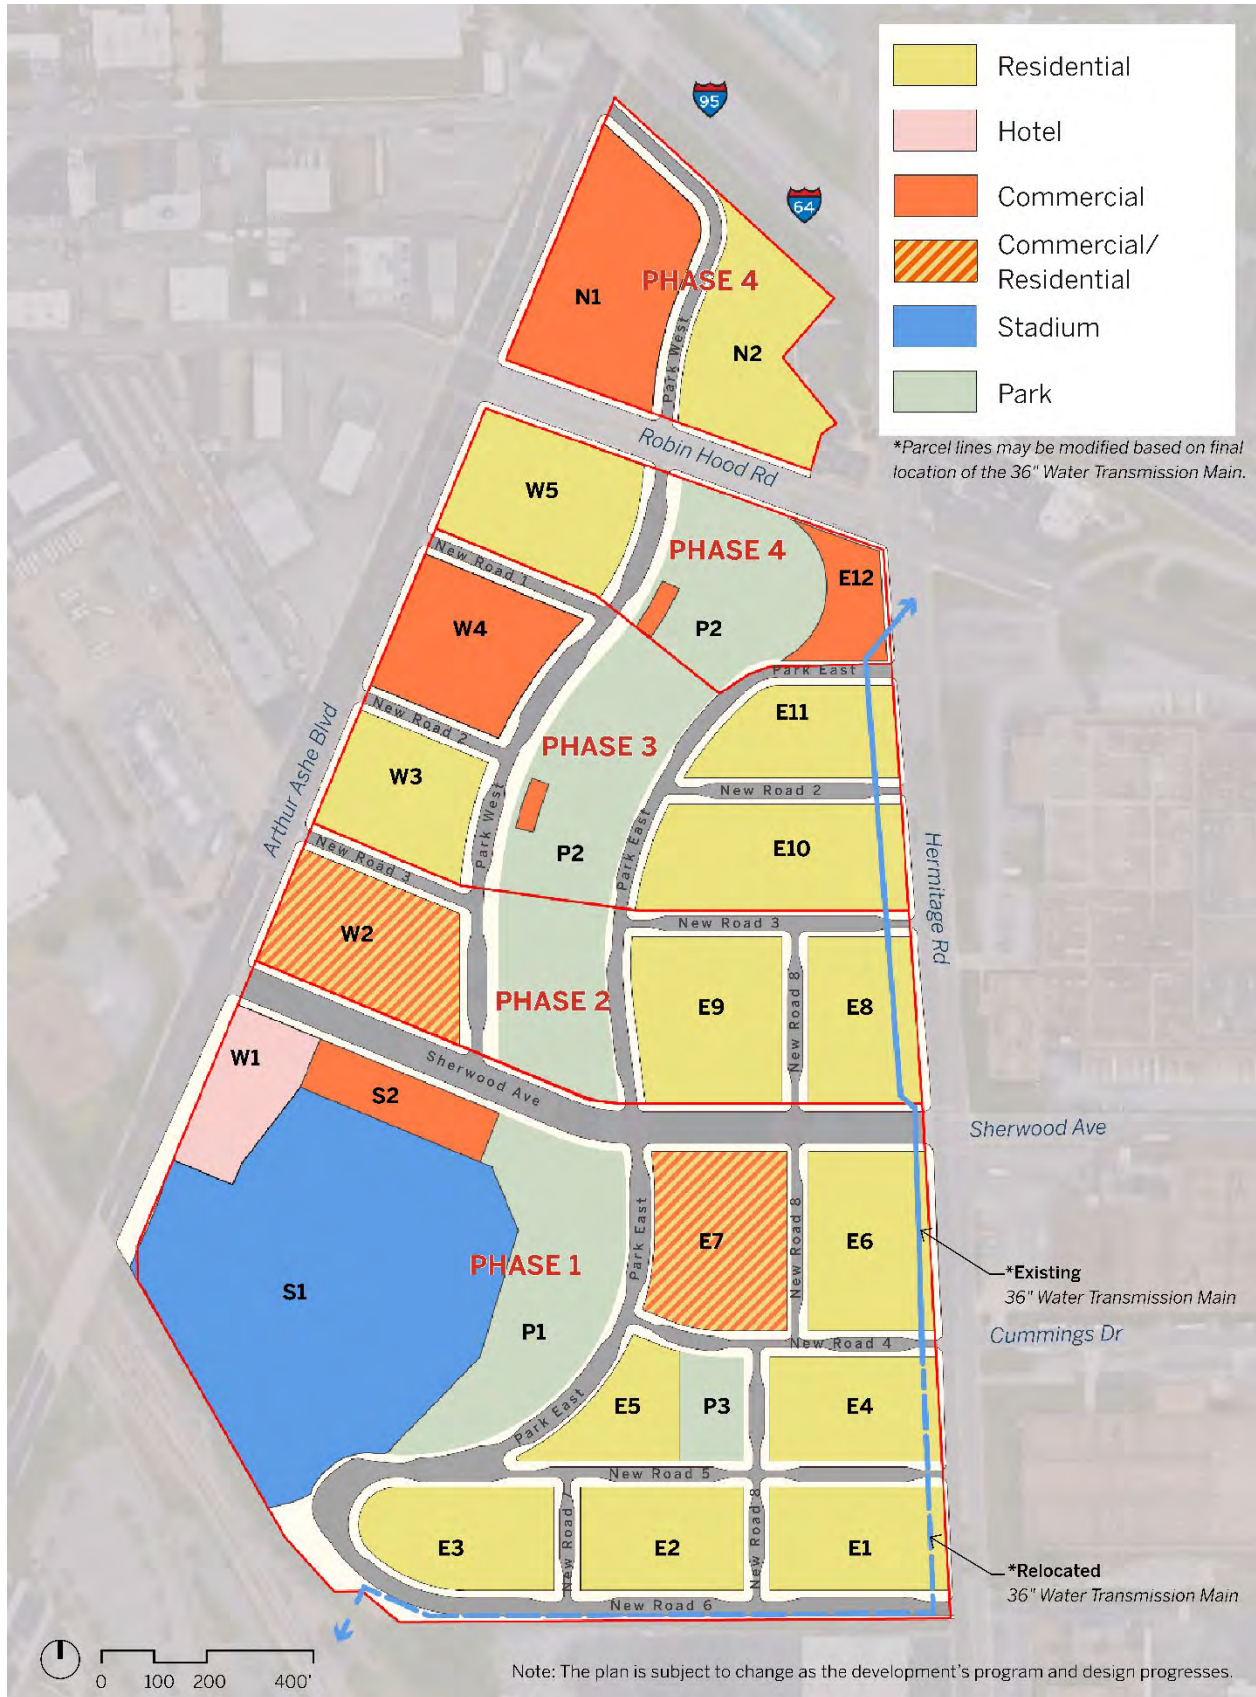 Residential
Hotel
Commercial
Commercial/
Residential
Stadium
Park
*Parcel lines may be modified based on final
location of the 36" Water Transmission Main.
95
64
PHASE 4
N1
N2
Park West
Robin Hood Rd
W5
New Road 1
PHASE 4
E12
P2
W4
Park East
E11
New Road 2
PHASE 3
W3
Park West
New Road 2
Arthur Ashe Blvd
P2
Park East
E10
Hermitage Rd
New Road 3
W2
New Road 3
PHASE 2
E9
New Road 8
E8
Sherwood Ave
W1
S2
Sherwood Ave
PHASE 1
S1
P1
Park East
E7
New Road 8
E6
*Existing
36" Water Transmission Main
Cummings Dr
New Road 4
Park East
E5
P3
E4
New Road 5
E3
New Road 7
E2
New Road 8
E1
*Relocated
36" Water Transmission Main
New Road 6
0 100 200 400'
Note: The plan is subject to change as the development's program and design progresses.